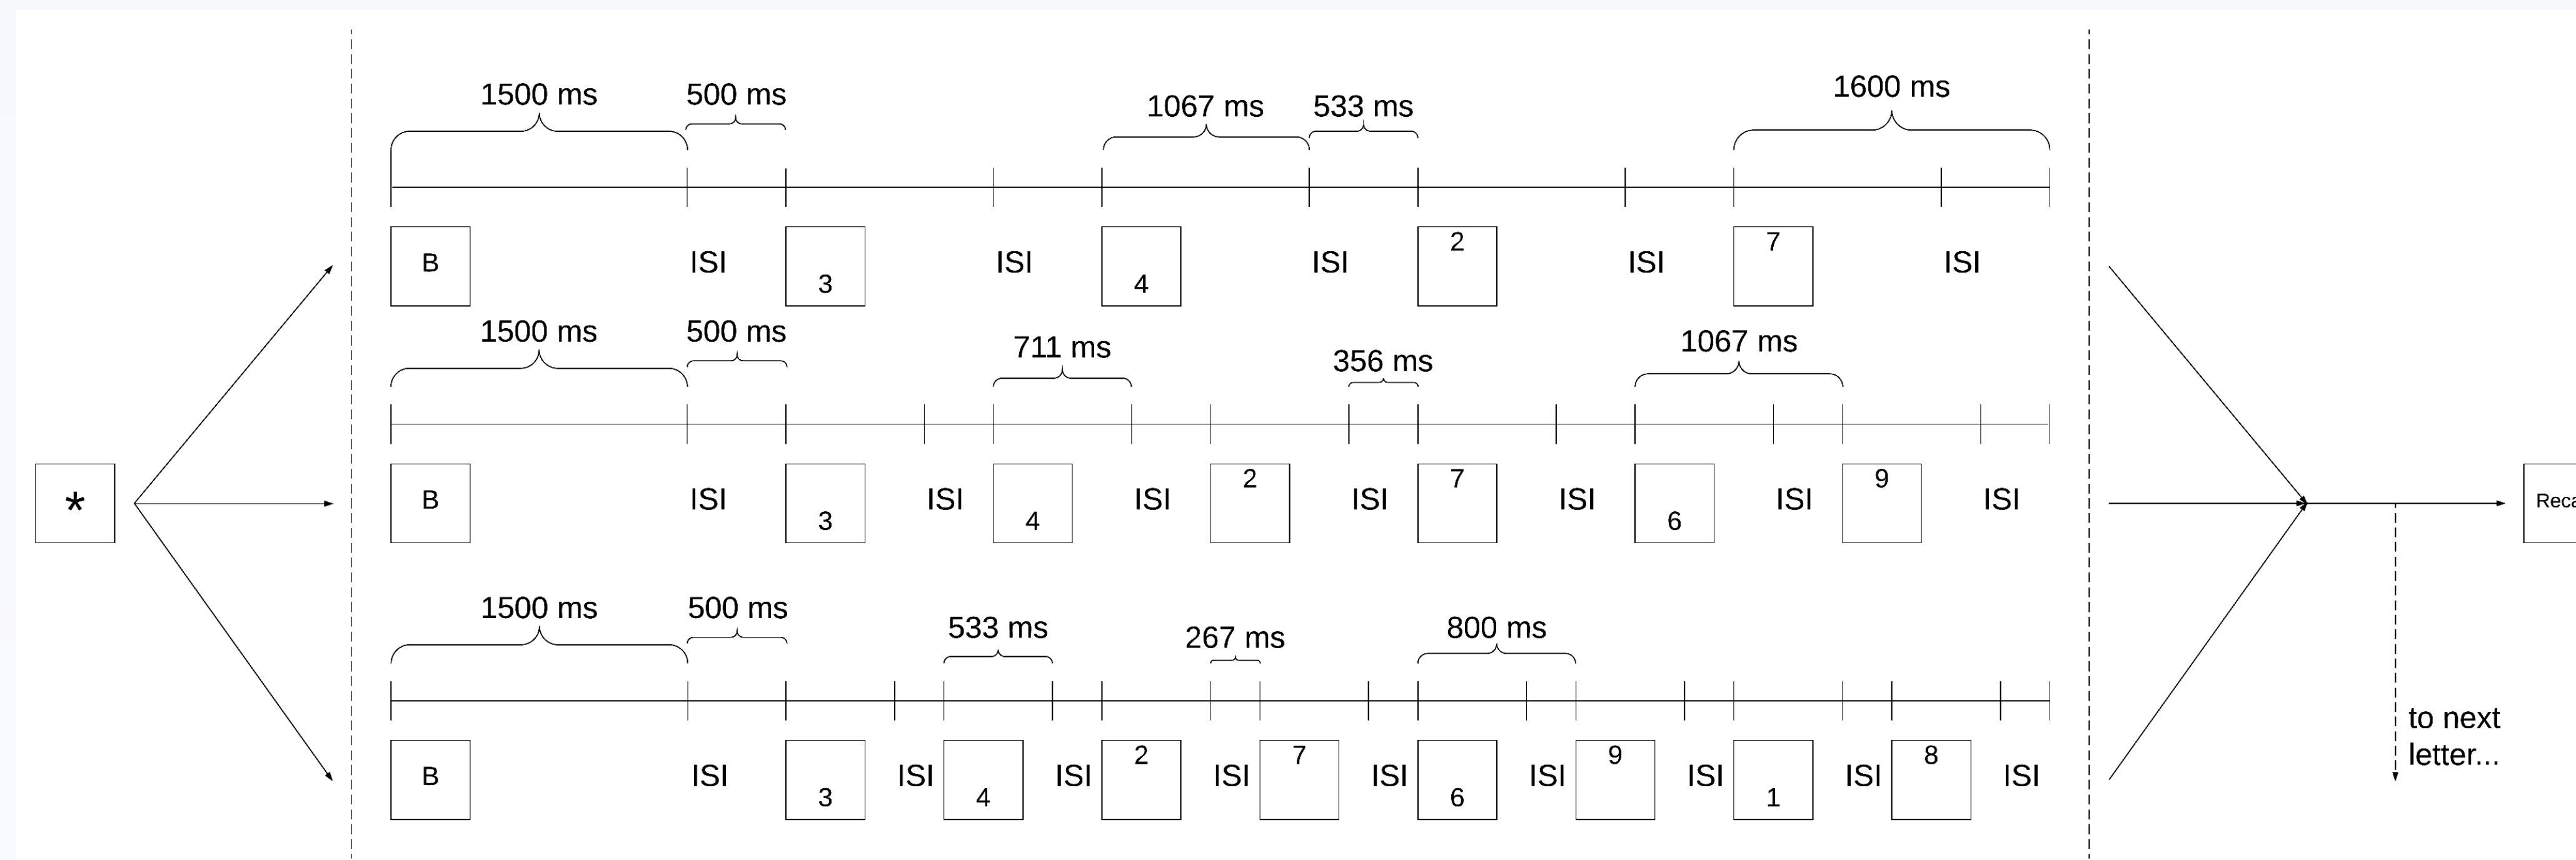 1500 ms 500 ms 1067 ms 533 ms 1600 ms
B ISI 3 ISI 4 ISI 2 ISI 7 ISI
1500 ms 500 ms 711 ms 356 ms 1067 ms
* B ISI 3 ISI 4 ISI 2 ISI 7 ISI 6 ISI 9 ISI Reca
1500 ms 500 ms 533 ms 267 ms 800 ms
B ISI 3 ISI 4 ISI 2 ISI 7 ISI 6 ISI 9 ISI 1 ISI 8 ISI
to next
letter...